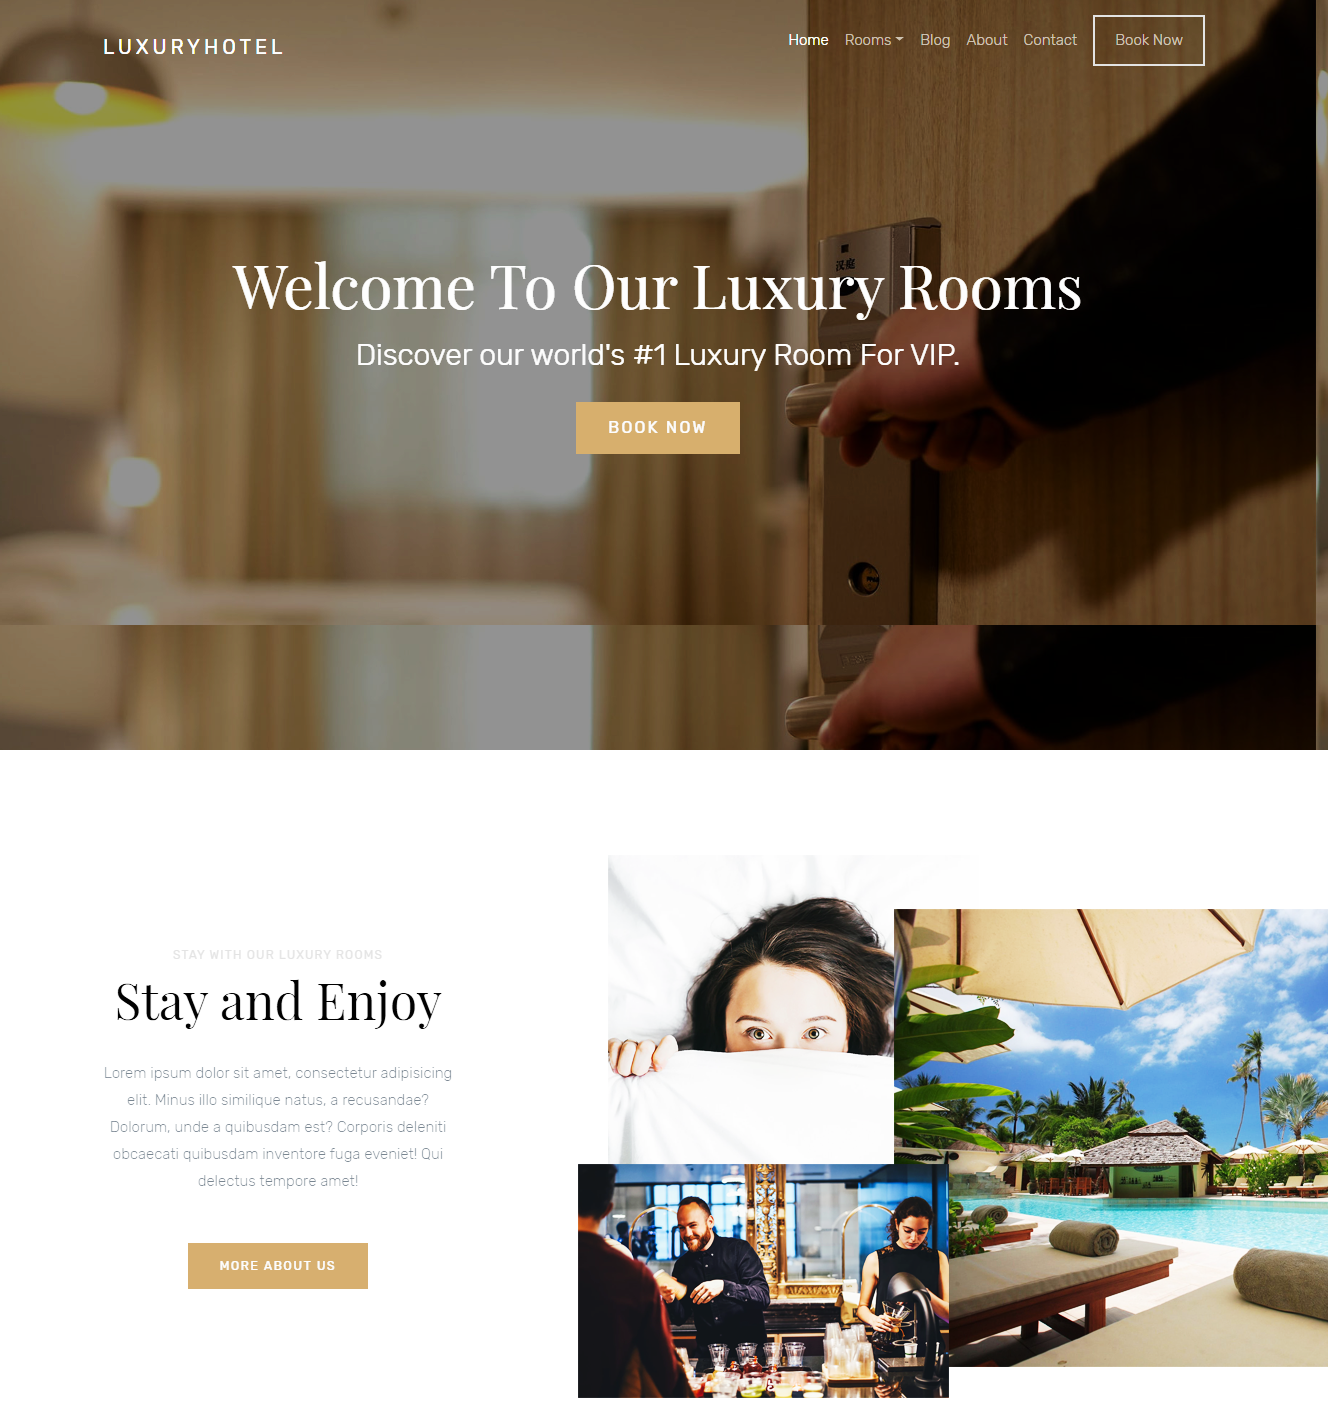 LUXURYHOTEL
Home Rooms Blog About Contact Book Now
汉庭
Welcome To Our Luxury Rooms
Discover our world's #1 Luxury Room For VIP.
BOOK NOW
STAY WITH OUR LUXURY ROOMS
Stay and Enjoy
Lorem ipsum dolor sit amet, consectetur adipisicing
elit. Minus illo similique natus, a recusandae?
Dolorum, unde a quibusdam est? Corporis deleniti
obcaecati quibusdam inventore fuga eveniet! Qui
delectus tempore amet!
MORE ABOUT US